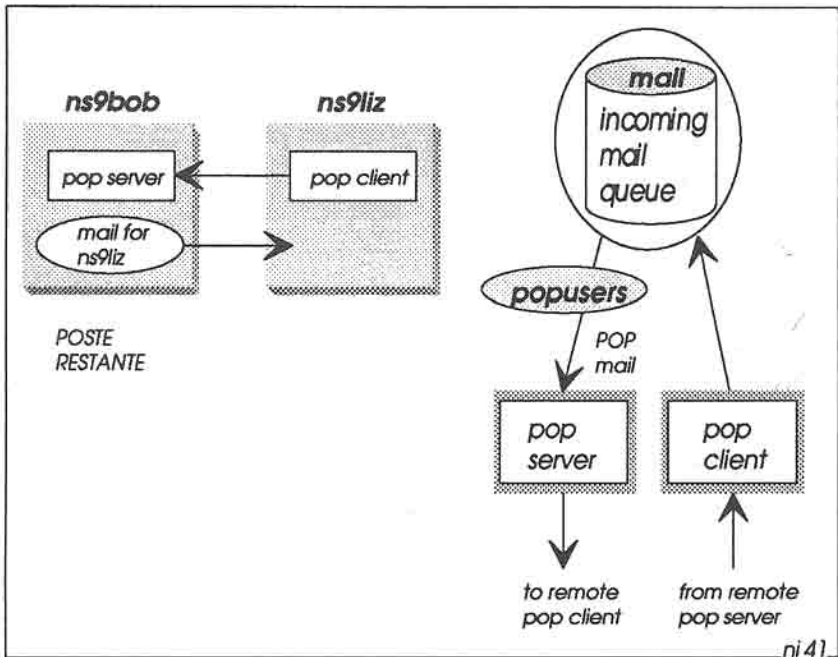 ns9bob
ns9liz
pop server
pop client
mail for
ns9liz
POSTE
RESTANTE
mail
incoming
mail
queue
popusers
POP
mail
pop
server
pop
client
to remote
pop client
from remote
pop server
ni 41